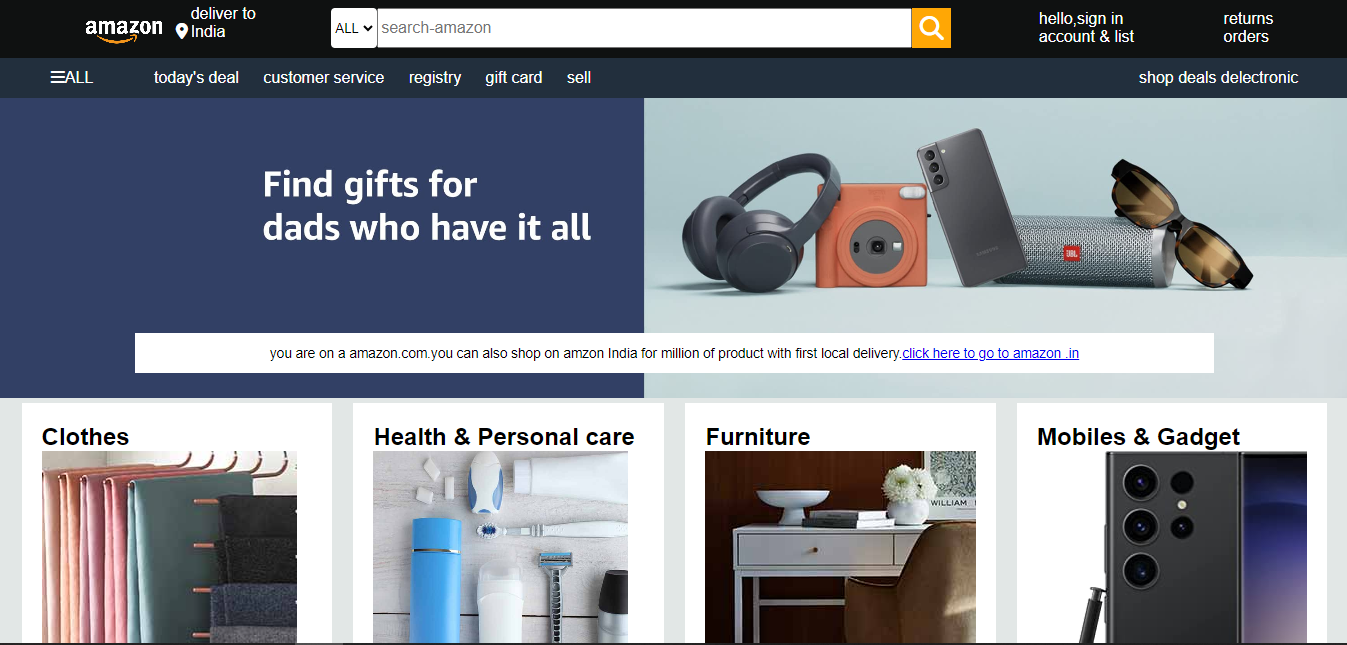 amazon
deliver to
India
ALL
search-amazon
hello,sign in
account & list
returns
orders
ALL
today's deal
customer service
registry
gift card
sell
shop deals delectronic
Find gifts for
dads who have it all
SAMSUNG
JBL
you are on a amazon.com.you can also shop on amzon India for million of product with first local delivery.click here to go to amazon .in
Clothes
Health & Personal care
Furniture
Mobiles & Gadget
WILLIAM